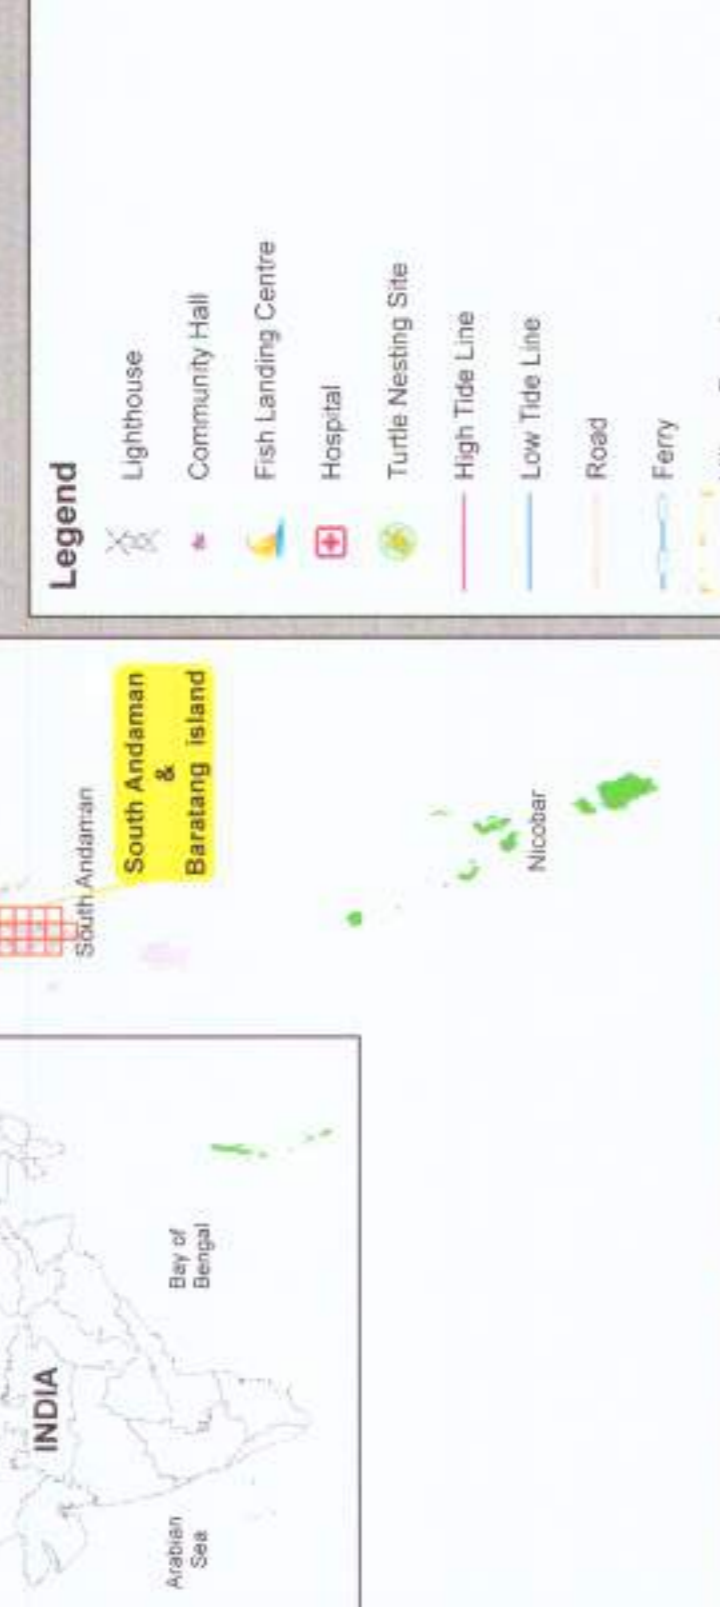 Legend
Lighthouse
Community Hall
Fish Landing Centre
Hospital
Turtle Nesting Site
High Tide Line
Low Tide Line
Road
Ferry
South Andaman
South Andaman
&
Baratang island
Nicobar
INDIA
Bay of
Bengal
Arabian
Sea